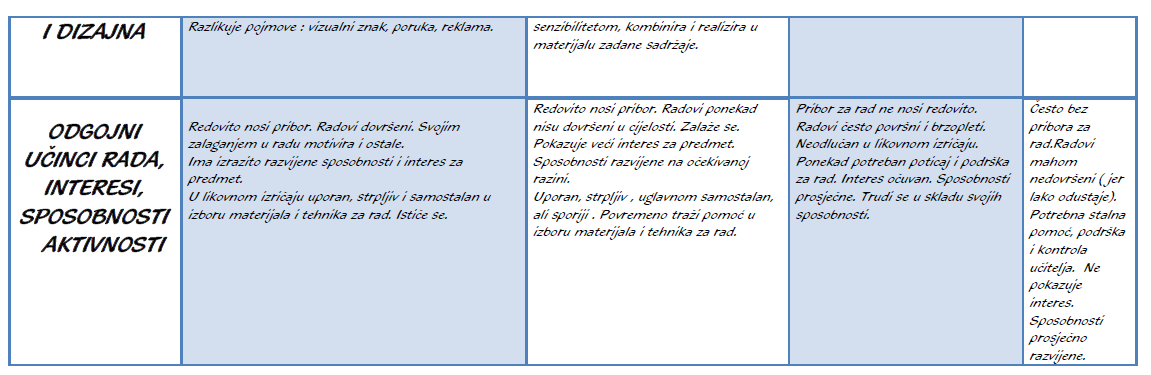 I DIZAJNA
Razlikuje pojmove : vizualni znak, poruka, reklama.
senzibilitetom, kombinira i realizira u
materijalu zadane sadržaje.
ODGOJNI
UČINCI RADA,
INTERESI,
SPOSOBNOSTI
AKTIVNOSTI
Redovito nosi pribor. Radovi dovršeni. Svojim
zalaganjem u radu motivira i ostale.
Ima izrazito razvijene sposobnosti i interes za
predmet.
U likovnom izričaju uporan, strpljiv i samostalan u
izboru materijala i tehnika za rad. Ističe se.
Redovito nosi pribor. Radovi ponekad
nisu dovršeni u cijelosti. Zalaže se.
Pokazuje veći interes za predmet.
Sposobnosti razvijene na očekivanoj
razini.
Uporan, strpljiv , uglavnom samostalan,
ali sporiji . Povremeno traži pomoć u
izboru materijala i tehnika za rad.
Pribor za rad ne nosi redovito.
Radovi često površni i brzopleti.
Neodlučan u likovnom izričaju.
Ponekad potreban poticaj i podrška
za rad. Interes očuvan. Sposobnosti
prosječne. Trudi se u skladu svojih
sposobnosti.
Često bez
pribora za
rad.Radovi
mahom
nedovršeni ( jer
lako odustaje).
Potrebna stalna
pomoć, podrška
i kontrola
učitelja. Ne
pokazuje
interes.
Sposobnosti
prosječno
razvijene.